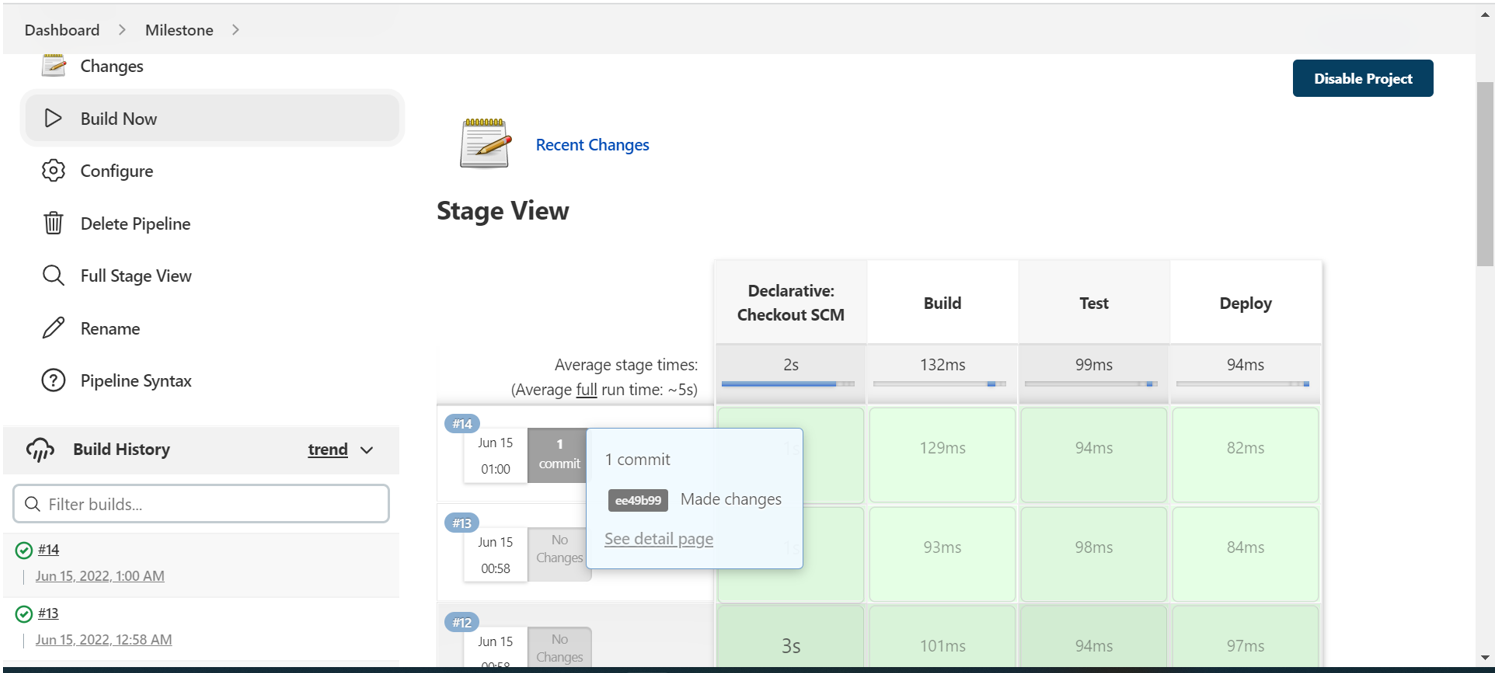 Dashboard > Milestone >
Changes
Build Now
Configure
Delete Pipeline
Full Stage View
Rename
Pipeline Syntax
Build History
trend
Filter builds...
#14
Jun 15, 2022, 1:00 AM
#13
Jun 15, 2022, 12:58 AM
Disable Project
Recent Changes
Stage View
Declarative:
Checkout SCM
Build
Test
Deploy
Average stage times:
(Average full run time: ~5s)
2s
132ms
99ms
94ms
#14
Jun 15
01:00
1
commit
1s
129ms
94ms
82ms
1 commit
ee49b99 Made changes
See detail page
#13
Jun 15
00:58
No
Changes
1s
93ms
98ms
84ms
#12
Jun 15
00:58
No
Changes
3s
101ms
94ms
97ms